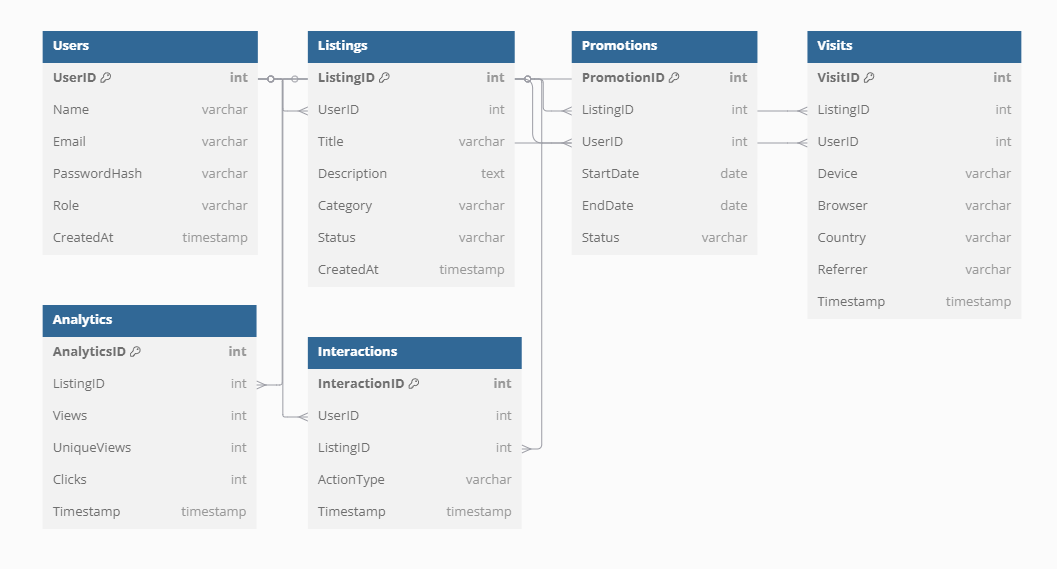 Users
UserID int
Name varchar
Email varchar
PasswordHash varchar
Role varchar
CreatedAt timestamp
Listings
ListingID int
UserID int
Title varchar
Description text
Category varchar
Status varchar
CreatedAt timestamp
Promotions
PromotionID int
ListingID int
UserID int
StartDate date
EndDate date
Status varchar
Visits
VisitID int
ListingID int
UserID int
Device varchar
Browser varchar
Country varchar
Referrer varchar
Timestamp timestamp
Analytics
AnalyticsID int
ListingID int
Views int
UniqueViews int
Clicks int
Timestamp timestamp
Interactions
InteractionID int
UserID int
ListingID int
ActionType varchar
Timestamp timestamp